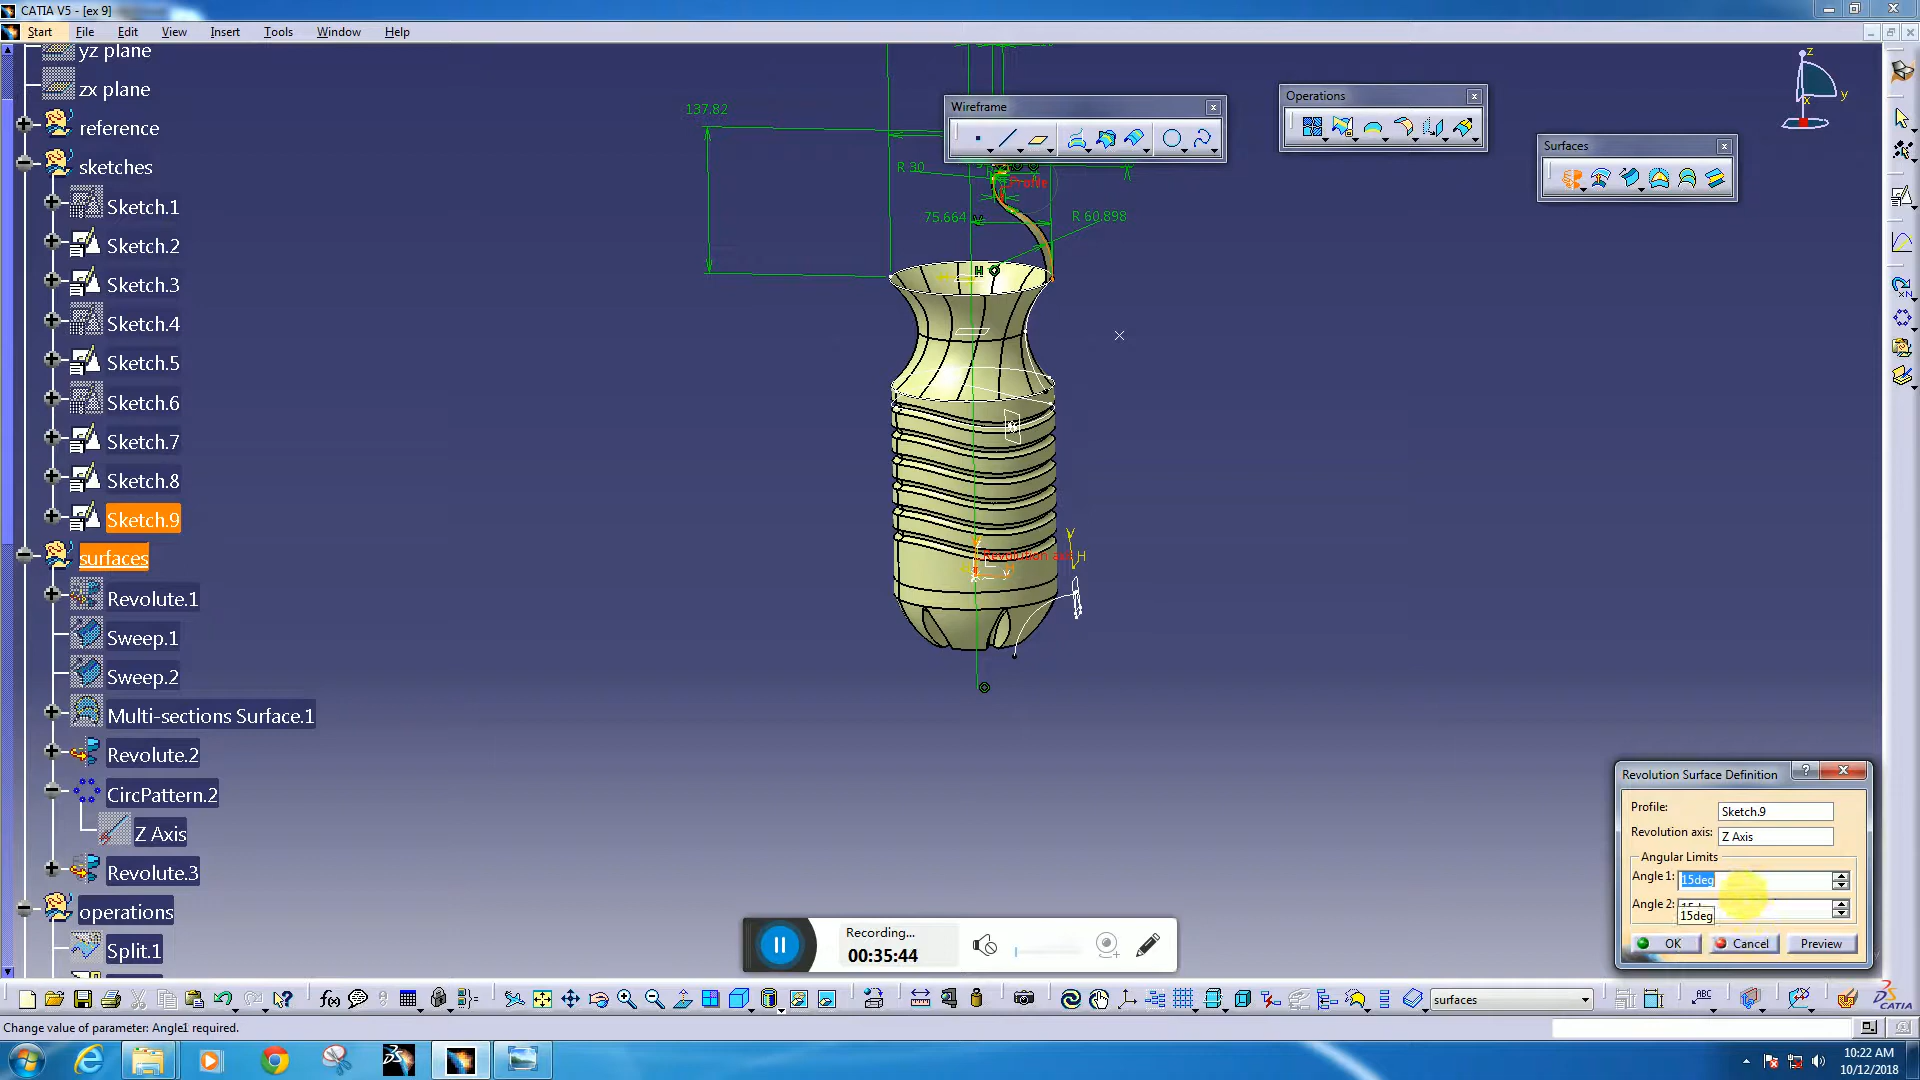 CATIA V5 - [ex 9]
Start File Edit View Insert Tools Window Help
yz plane
zx plane
reference
sketches
Sketch.1
Sketch.2
Sketch.3
Sketch.4
Sketch.5
Sketch.6
Sketch.7
Sketch.8
Sketch.9
surfaces
Revolute.1
Sweep.1
Sweep.2
Multi-sections Surface.1
Revolute.2
CircPattern.2
Z Axis
Revolute.3
operations
Split.1
137.82
R 30
Profile
75.664
R 60.898
H
Revolution axis
H
V
z
y
x
Wireframe
Operations
Surfaces
Revolution Surface Definition
Profile: Sketch.9
Revolution axis: Z Axis
Angular Limits
Angle 1: 15deg
Angle 2:
15deg
OK Cancel Preview
Recording...
00:35:44
surfaces
ABC
CATIA
Change value of parameter: Angle1 required.
10:22 AM
10/12/2018